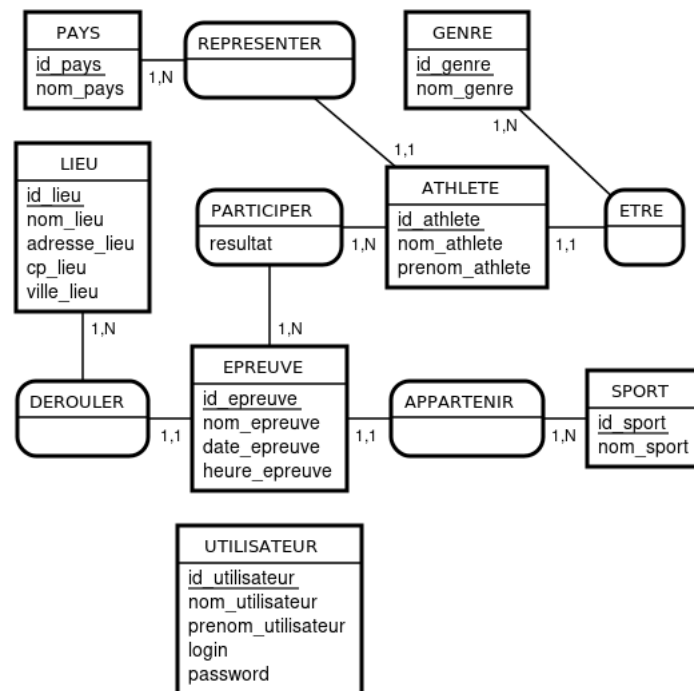 PAYS
id_pays
nom_pays
1,N
REPRESENTER
GENRE
id_genre
nom_genre
1,N
1,1
LIEU
id_lieu
nom_lieu
adresse_lieu
cp_lieu
ville_lieu
1,N
PARTICIPER
resultat
1,N
ATHLETE
id_athlete
nom_athlete
prenom_athlete
1,1
ETRE
1,N
DEROULER
1,1
EPREUVE
id_epreuve
nom_epreuve
date_epreuve
heure_epreuve
1,1
APPARTENIR
1,N
SPORT
id_sport
nom_sport
UTILISATEUR
id_utilisateur
nom_utilisateur
prenom_utilisateur
login
password